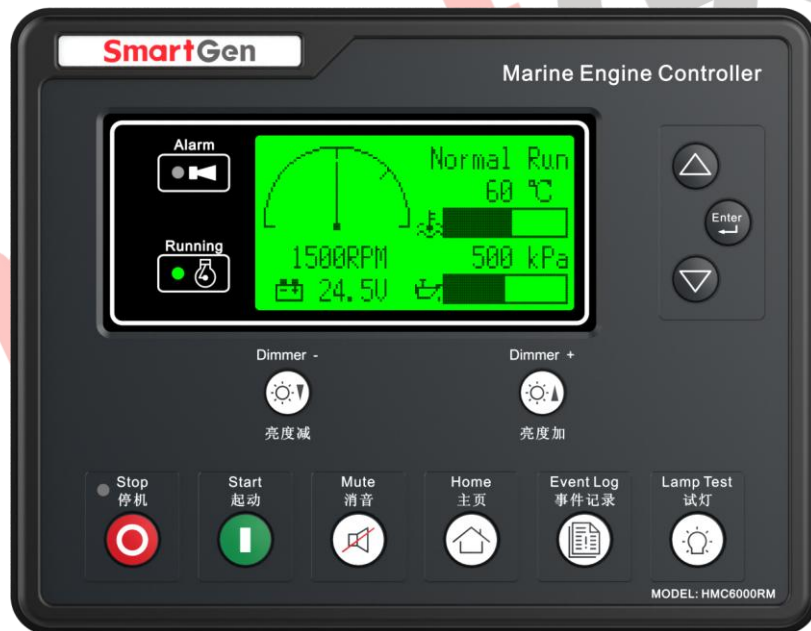 SmartGen
Marine Engine Controller
Alarm
Normal Run
60 ℃
Running
1500RPM
500 kPa
24.5V
Enter
Dimmer -
亮度减
Dimmer +
亮度加
Stop
停机
Start
起动
Mute
消音
Home
主页
Event Log
事件记录
Lamp Test
试灯
MODEL: HMC6000RM